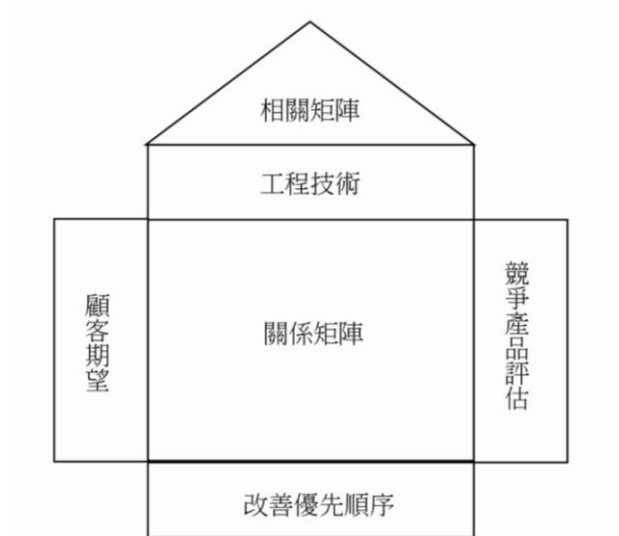 相關矩陣
工程技術
顧客期望
關係矩陣
競爭產品評估
改善優先順序